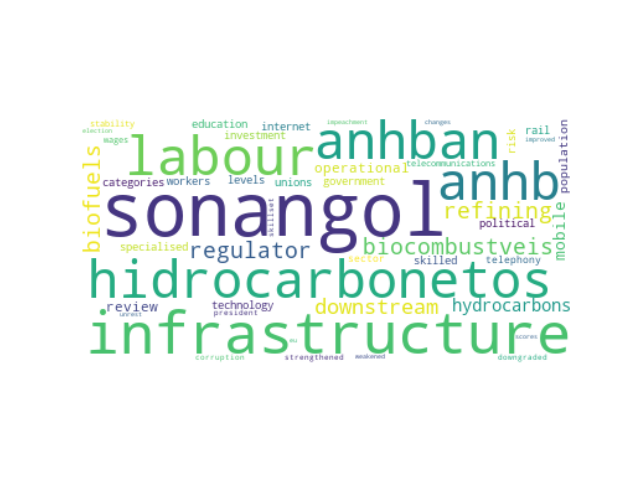 stability education internet impeachment changes
election wages investment rail improved
labour anhban risk population
operational telecommunications
biofuels categories workers levels unions government anhb
sonangol skillset refining mobile
political
specialised regulator sector biocombustveis
skilled telephony
hidrocarbonetos
review technology downstream hydrocarbons
unrest president
infrastructure eu scores
corruption strengthened weakened downgraded